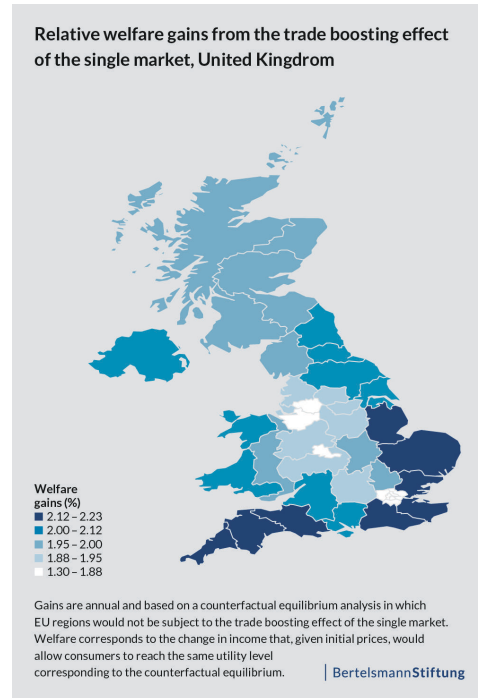 Relative welfare gains from the trade boosting effect
of the single market, United Kingdrom
Welfare
gains (%)
2.12 – 2.23
2.00 – 2.12
1.95 – 2.00
1.88 – 1.95
1.30 – 1.88
Gains are annual and based on a counterfactual equilibrium analysis in which
EU regions would not be subject to the trade boosting effect of the single market.
Welfare corresponds to the change in income that, given initial prices, would
allow consumers to reach the same utility level
corresponding to the counterfactual equilibrium.
BertelsmannStiftung